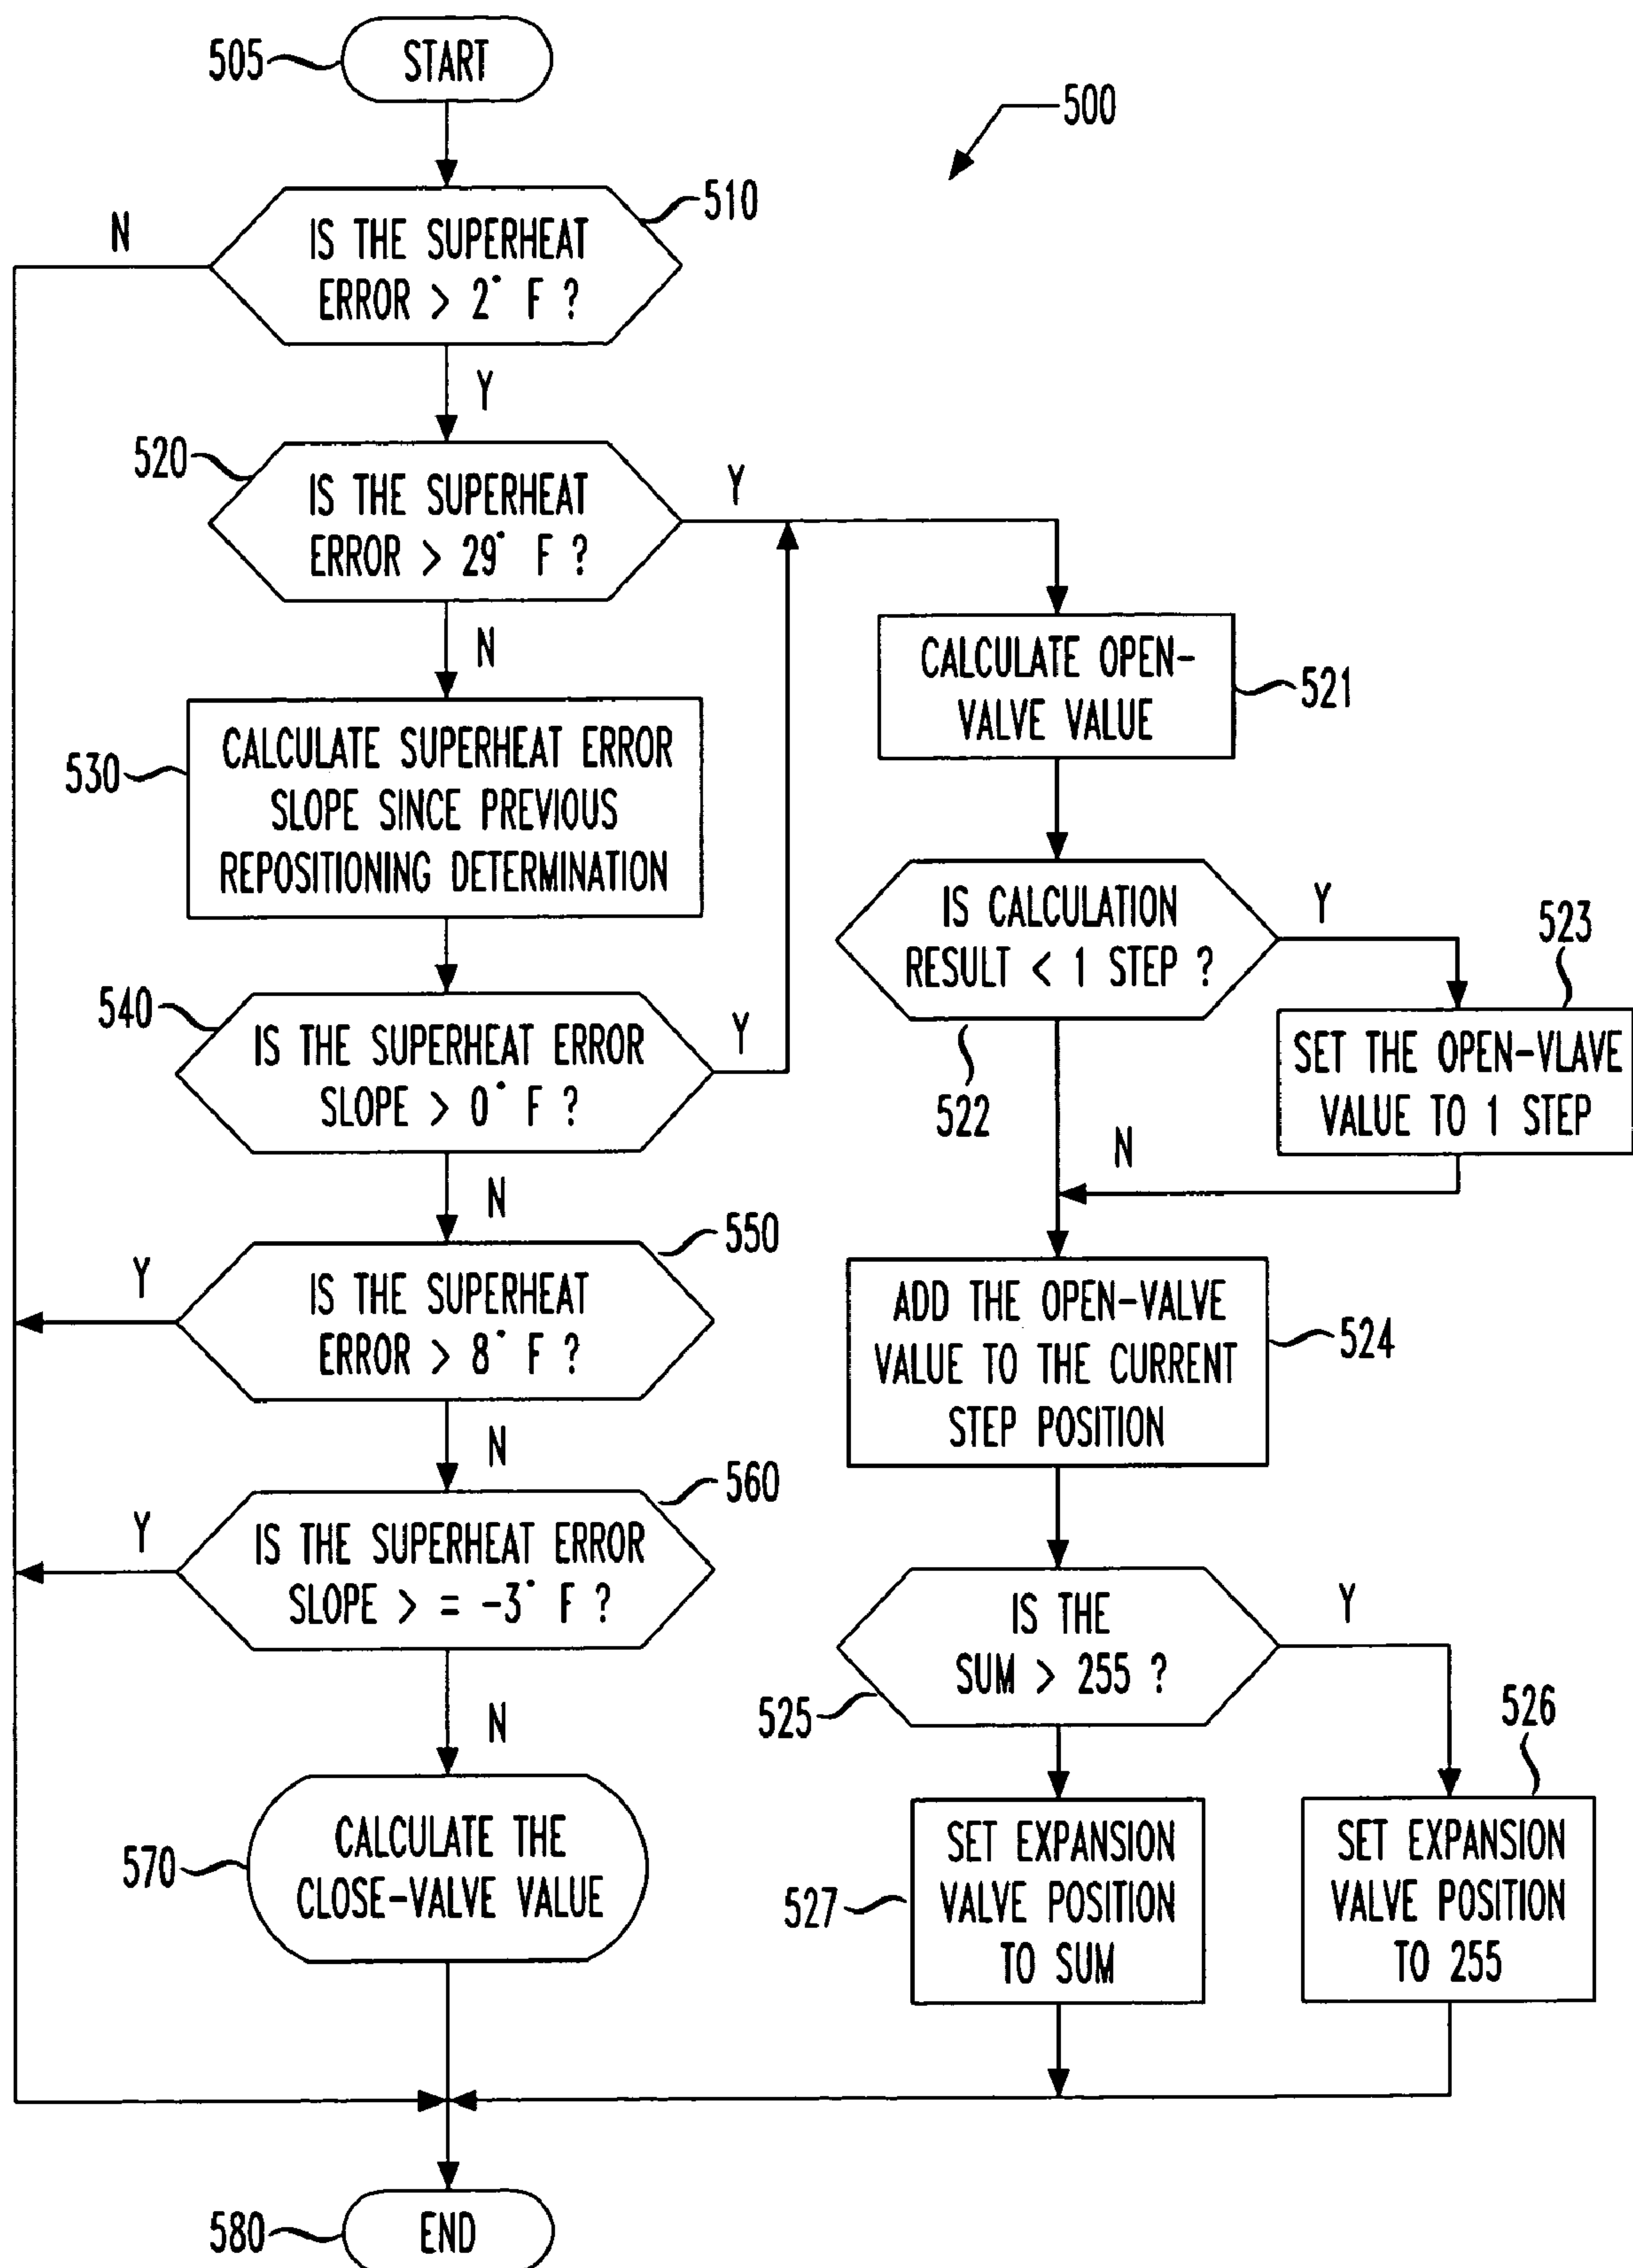 505
START
500
510
N
IS THE SUPERHEAT
ERROR > 2° F ?
Y
520
IS THE SUPERHEAT
ERROR > 29° F ?
Y
N
530
CALCULATE SUPERHEAT ERROR
SLOPE SINCE PREVIOUS
REPOSITIONING DETERMINATION
540
IS THE SUPERHEAT ERROR
SLOPE > 0° F ?
Y
N
550
Y
IS THE SUPERHEAT
ERROR > 8° F ?
N
560
Y
IS THE SUPERHEAT ERROR
SLOPE > = -3° F ?
N
570
CALCULATE THE
CLOSE-VALVE VALUE
CALCULATE OPEN-
VALVE VALUE
521
IS CALCULATION
RESULT < 1 STEP ?
Y
522
523
SET THE OPEN-VLAVE
VALUE TO 1 STEP
N
ADD THE OPEN-VALVE
VALUE TO THE CURRENT
STEP POSITION
524
IS THE
SUM > 255 ?
Y
525
526
527
SET EXPANSION
VALVE POSITION
TO SUM
SET EXPANSION
VALVE POSITION
TO 255
580
END